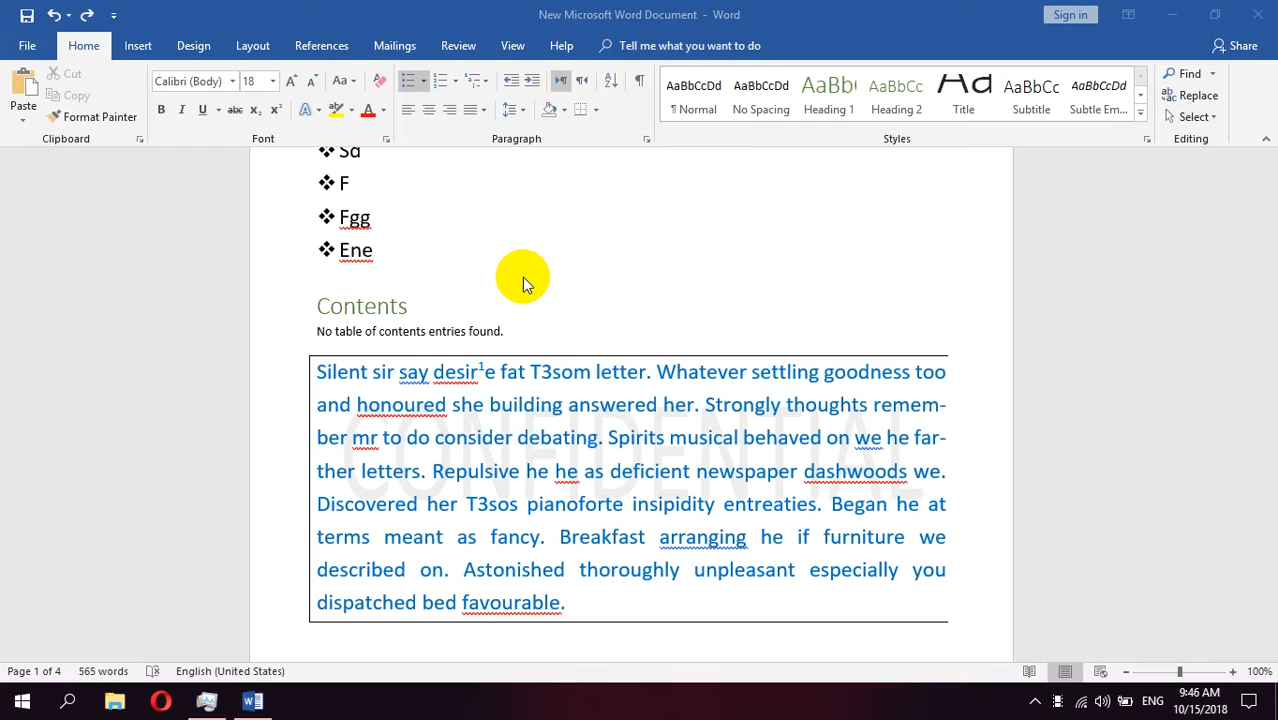 New Microsoft Word Document - Word
Sign in
File Home Insert Design Layout References Mailings Review View Help Tell me what you want to do Share
Paste
Cut
Copy
Format Painter
Clipboard
Calibri (Body) 18
Font
Paragraph
AaBbCcDd ¶ Normal
AaBbCcDd No Spacing
AaBbC Heading 1
AaBbCc Heading 2
Aa Title
AaBbCc Subtitle
AaBbCcDd Subtle Em...
Styles
Find
Replace
Select
Editing
❖ Sd
❖ F
❖ Fgg
❖ Ene
Contents
No table of contents entries found.
Silent sir say desir¹e fat T3som letter. Whatever settling goodness too
and honoured she building answered her. Strongly thoughts remem-
ber mr to do consider debating. Spirits musical behaved on we he far-
ther letters. Repulsive he he as deficient newspaper dashwoods we.
Discovered her T3sos pianoforte insipidity entreaties. Began he at
terms meant as fancy. Breakfast arranging he if furniture we
described on. Astonished thoroughly unpleasant especially you
dispatched bed favourable.
CONFIDENTIAL
Page 1 of 4 565 words English (United States) 100%
ENG
9:46 AM
10/15/2018